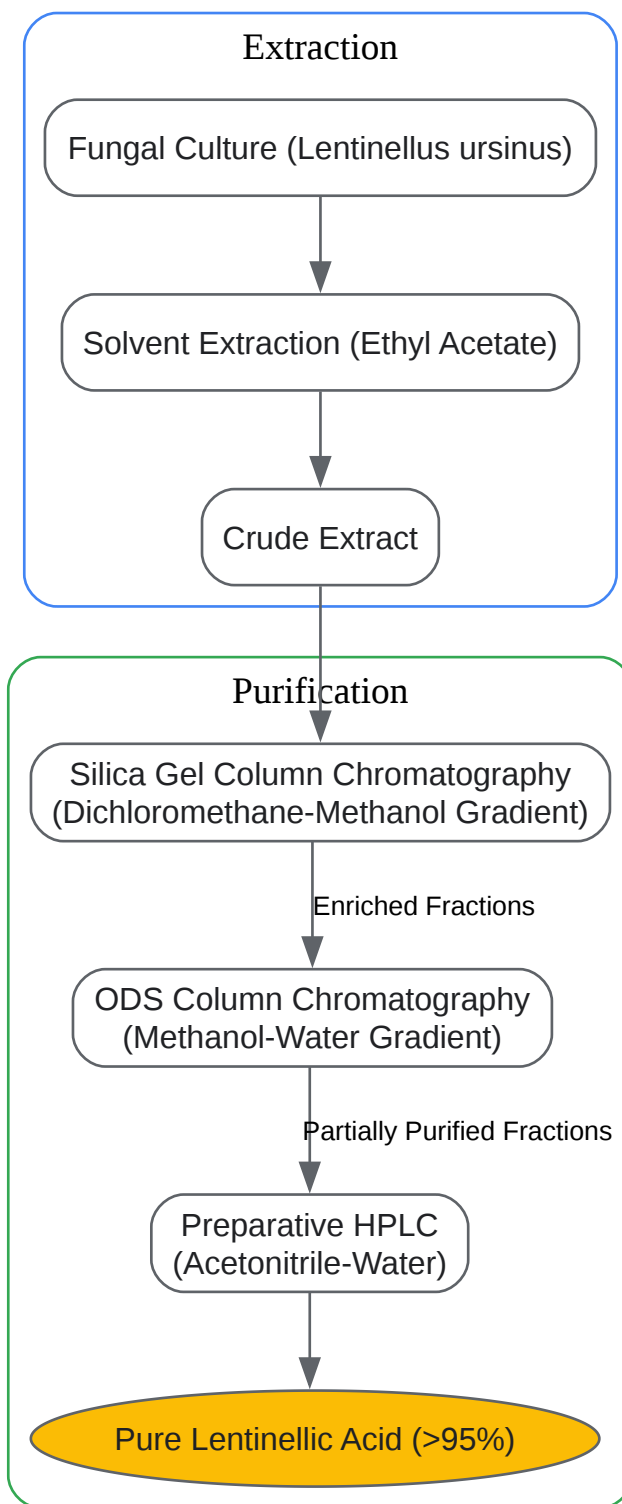 Extraction
Fungal Culture (Lentinellus ursinus)
Solvent Extraction (Ethyl Acetate)
Crude Extract
Purification
Silica Gel Column Chromatography
(Dichloromethane-Methanol Gradient)
Enriched Fractions
ODS Column Chromatography
(Methanol-Water Gradient)
Partially Purified Fractions
Preparative HPLC
(Acetonitrile-Water)
Pure Lentinellic Acid (>95%)